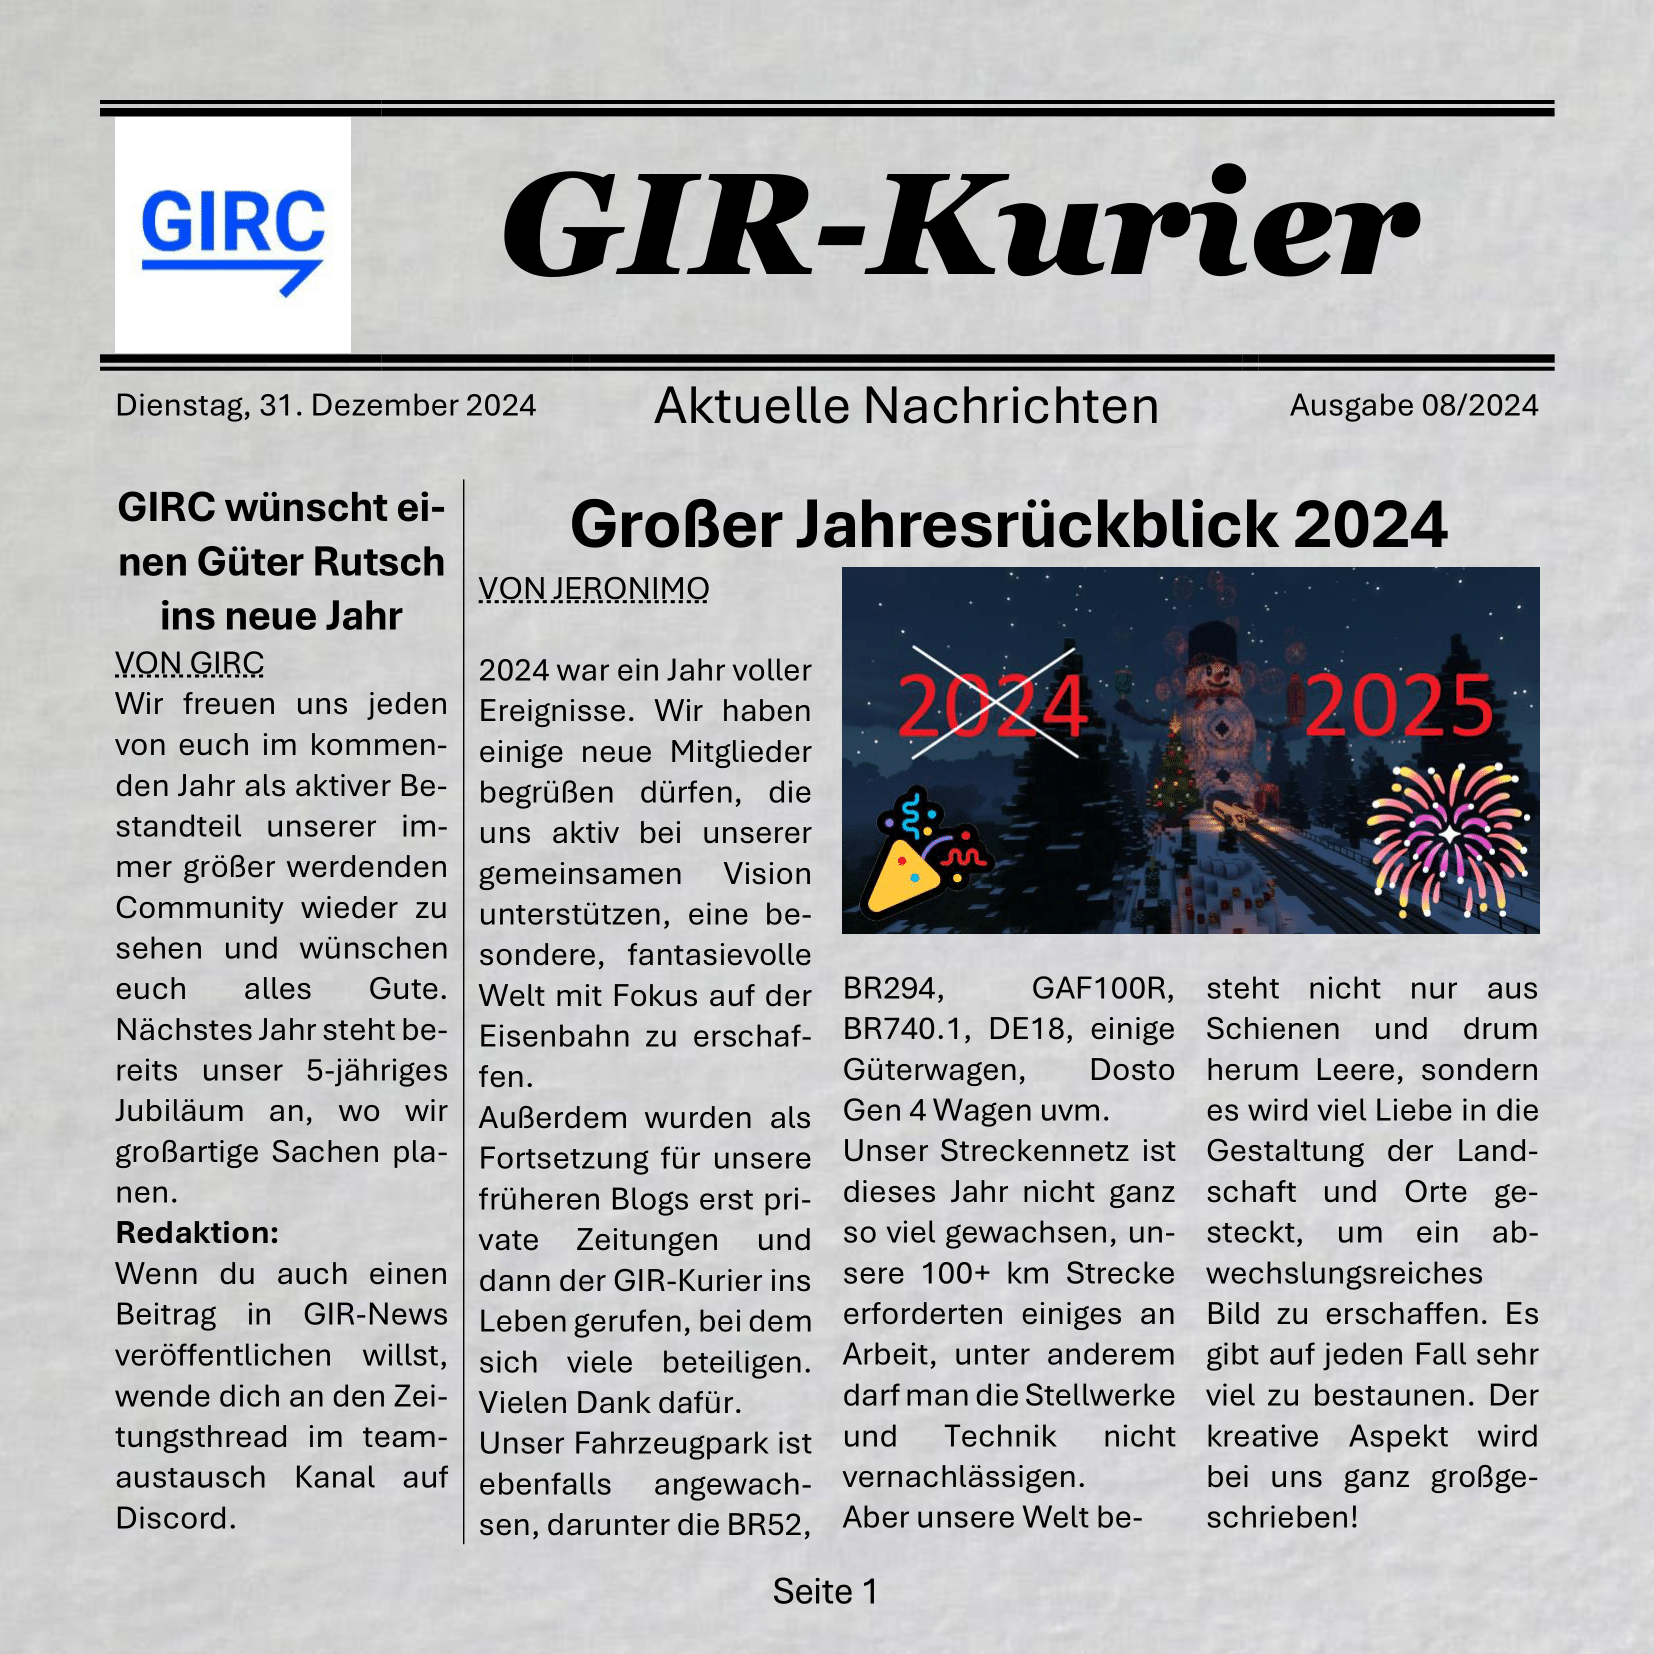 GIRC
GIR-Kurier
Dienstag, 31. Dezember 2024
Aktuelle Nachrichten
Ausgabe 08/2024
GIRC wünscht ei-
nen Güter Rutsch
ins neue Jahr
VON GIRC
Wir freuen uns jeden
von euch im kommen-
den Jahr als aktiver Be-
standteil unserer im-
mer größer werdenden
Community wieder zu
sehen und wünschen
euch alles Gute.
Nächstes Jahr steht be-
reits unser 5-jähriges
Jubiläum an, wo wir
großartige Sachen pla-
nen.
Redaktion:
Wenn du auch einen
Beitrag in GIR-News
veröffentlichen willst,
wende dich an den Zei-
tungsthread im team-
austausch Kanal auf
Discord.
Großer Jahresrückblick 2024
VON JERONIMO
2024 war ein Jahr voller
Ereignisse. Wir haben
einige neue Mitglieder
begrüßen dürfen, die
uns aktiv bei unserer
gemeinsamen Vision
unterstützen, eine be-
sondere, fantasievolle
Welt mit Fokus auf der
Eisenbahn zu erschaf-
fen.
Außerdem wurden als
Fortsetzung für unsere
früheren Blogs erst pri-
vate Zeitungen und
dann der GIR-Kurier ins
Leben gerufen, bei dem
sich viele beteiligen.
Vielen Dank dafür.
Unser Fahrzeugpark ist
ebenfalls angewach-
sen, darunter die BR52,
2024
2025
BR294, GAF100R,
BR740.1, DE18, einige
Güterwagen, Dosto
Gen 4 Wagen uvm.
Unser Streckennetz ist
dieses Jahr nicht ganz
so viel gewachsen, un-
sere 100+ km Strecke
erforderten einiges an
Arbeit, unter anderem
darf man die Stellwerke
und Technik nicht
vernachlässigen.
Aber unsere Welt be-
steht nicht nur aus
Schienen und drum
herum Leere, sondern
es wird viel Liebe in die
Gestaltung der Land-
schaft und Orte ge-
steckt, um ein ab-
wechslungsreiches
Bild zu erschaffen. Es
gibt auf jeden Fall sehr
viel zu bestaunen. Der
kreative Aspekt wird
bei uns ganz großge-
schrieben!
Seite 1